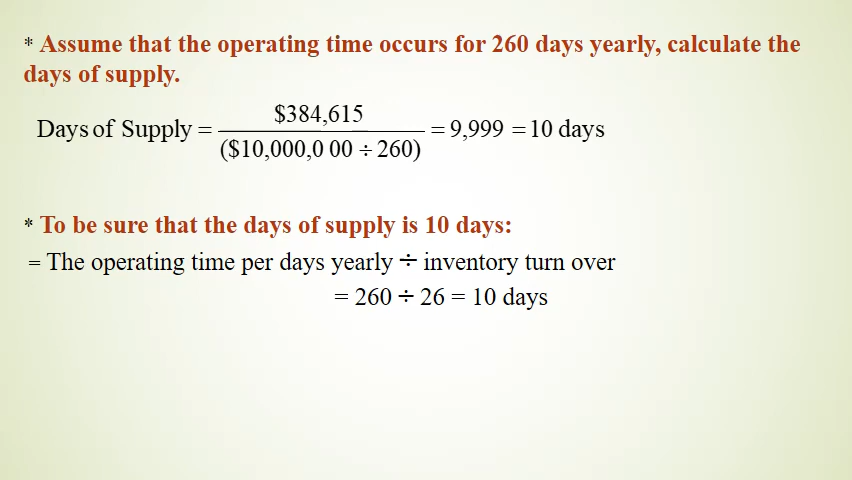 * Assume that the operating time occurs for 260 days yearly, calculate the
days of supply.
Days of Supply = $384,615 / ($10,000,0 00 ÷ 260) = 9,999 = 10 days
* To be sure that the days of supply is 10 days:
= The operating time per days yearly ÷ inventory turn over
= 260 ÷ 26 = 10 days